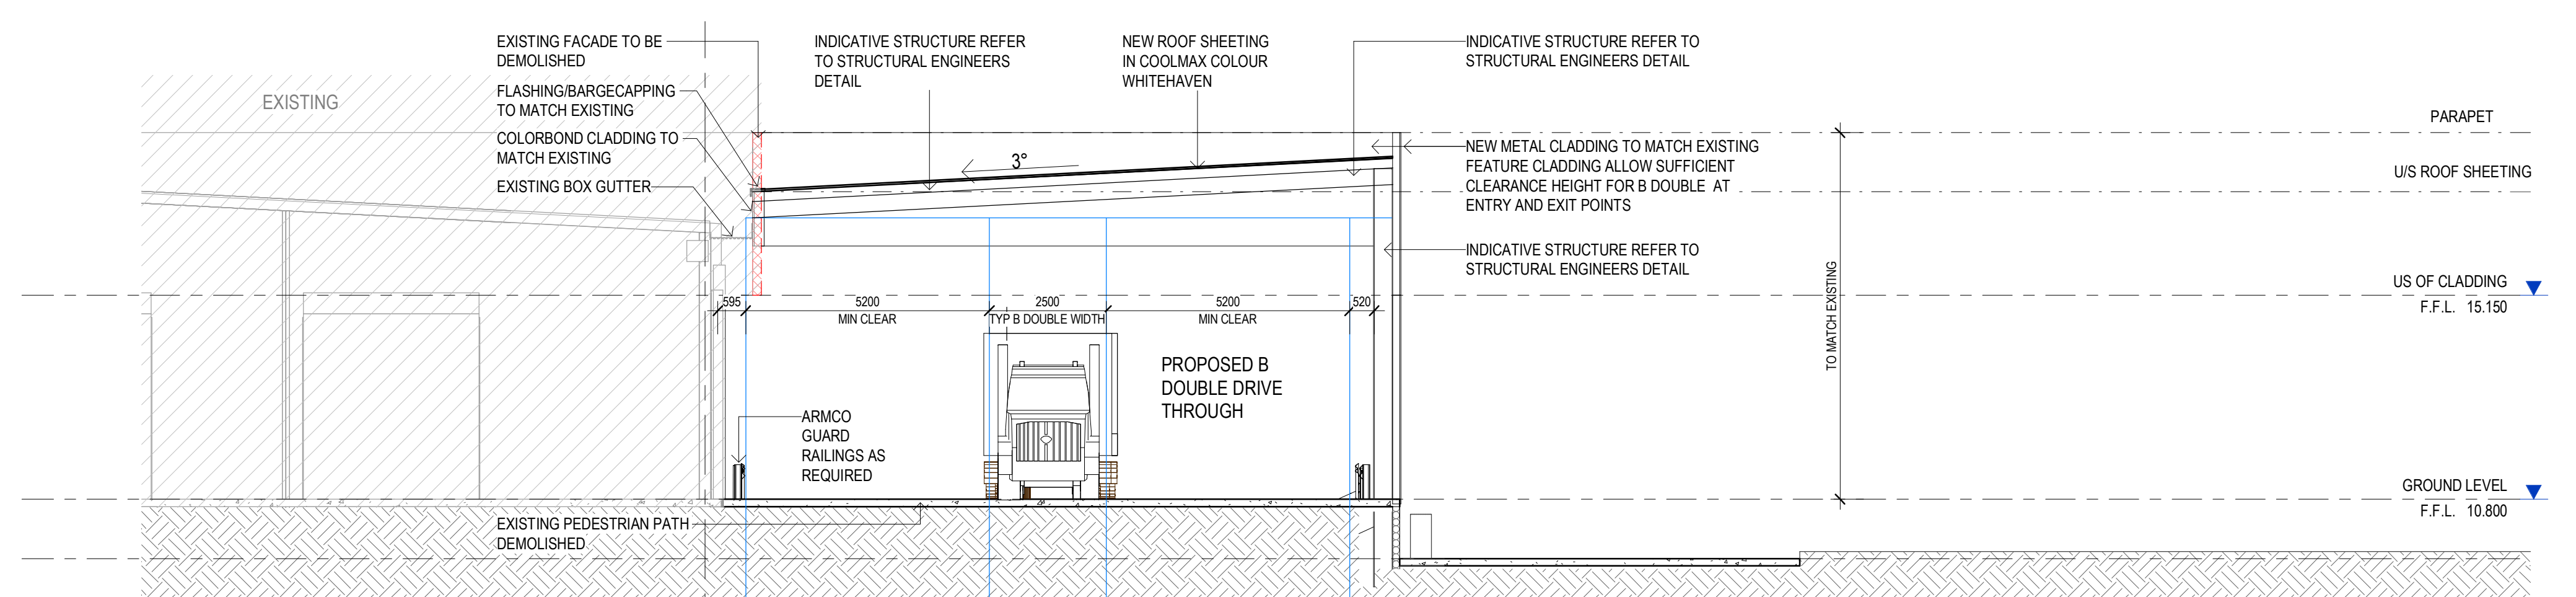 EXISTING FACADE TO BE
DEMOLISHED
INDICATIVE STRUCTURE REFER
TO STRUCTURAL ENGINEERS
DETAIL
NEW ROOF SHEETING
IN COOLMAX COLOUR
WHITEHAVEN
INDICATIVE STRUCTURE REFER TO
STRUCTURAL ENGINEERS DETAIL
EXISTING
FLASHING/BARGECAPPING
TO MATCH EXISTING
COLORBOND CLADDING TO
MATCH EXISTING
EXISTING BOX GUTTER
3°
PARAPET
NEW METAL CLADDING TO MATCH EXISTING
FEATURE CLADDING ALLOW SUFFICIENT
CLEARANCE HEIGHT FOR B DOUBLE AT
ENTRY AND EXIT POINTS
U/S ROOF SHEETING
INDICATIVE STRUCTURE REFER TO
STRUCTURAL ENGINEERS DETAIL
US OF CLADDING
F.F.L. 15.150
595
5200
2500
5200
520
MIN CLEAR
TYP B DOUBLE WIDTH
MIN CLEAR
TO MATCH EXISTING
PROPOSED B
DOUBLE DRIVE
THROUGH
ARMCO
GUARD
RAILINGS AS
REQUIRED
GROUND LEVEL
F.F.L. 10.800
EXISTING PEDESTRIAN PATH
DEMOLISHED